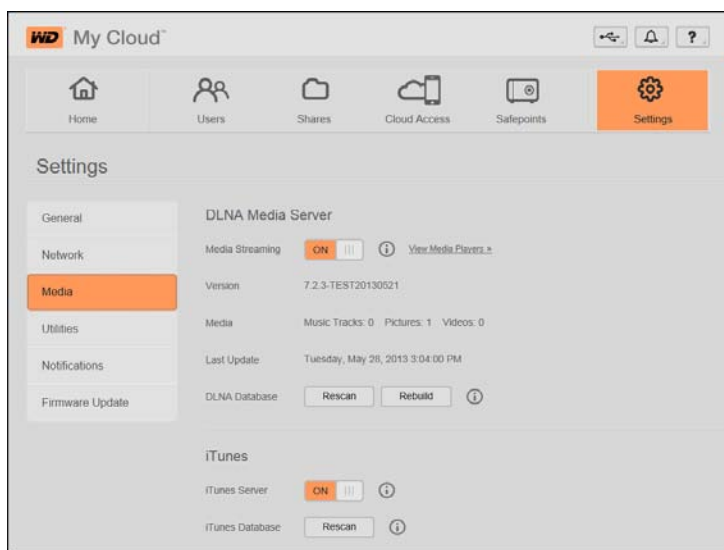 WD My Cloud™
?
Home Users Shares Cloud Access Safepoints Settings
Settings
General
Network
Media
Utilities
Notifications
Firmware Update
DLNA Media Server
Media Streaming ON View Media Players »
Version 7.2.3-TEST20130521
Media Music Tracks: 0 Pictures: 1 Videos: 0
Last Update Tuesday, May 28, 2013 3:04:00 PM
DLNA Database Rescan Rebuild
iTunes
iTunes Server ON
iTunes Database Rescan